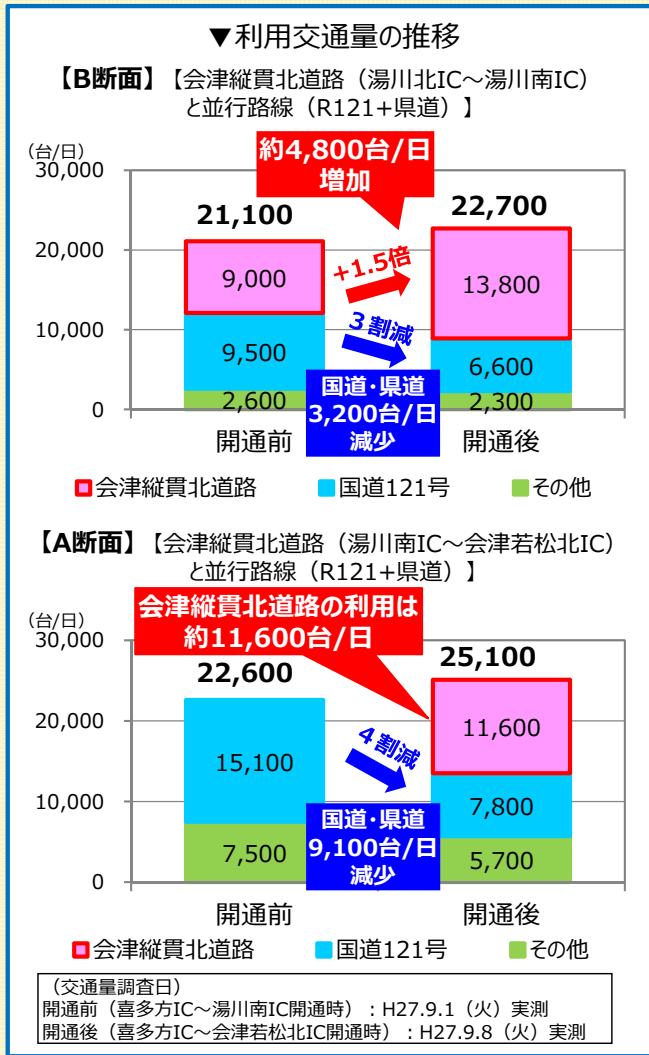 ▼利用交通量の推移
【B断面】【会津縦貫北道路（湯川北IC～湯川南IC）
と並行路線（R121+県道）】
（台/日）
約4,800台/日
増加
30,000
20,000
10,000
0
21,100
22,700
9,000
13,800
9,500
6,600
2,600
2,300
+1.5倍
3割減
国道・県道
3,200台/日
減少
開通前
開通後
会津縦貫北道路
国道121号
その他
【A断面】【会津縦貫北道路（湯川南IC～会津若松北IC）
と並行路線（R121+県道）】
（台/日）
会津縦貫北道路の利用は
約11,600台/日
30,000
20,000
10,000
0
22,600
25,100
11,600
15,100
7,800
7,500
5,700
4割減
国道・県道
9,100台/日
減少
開通前
開通後
会津縦貫北道路
国道121号
その他
（交通量調査日）
開通前（喜多方IC～湯川南IC開通時）：H27.9.1（火）実測
開通後（喜多方IC～会津若松北IC開通時）：H27.9.8（火）実測